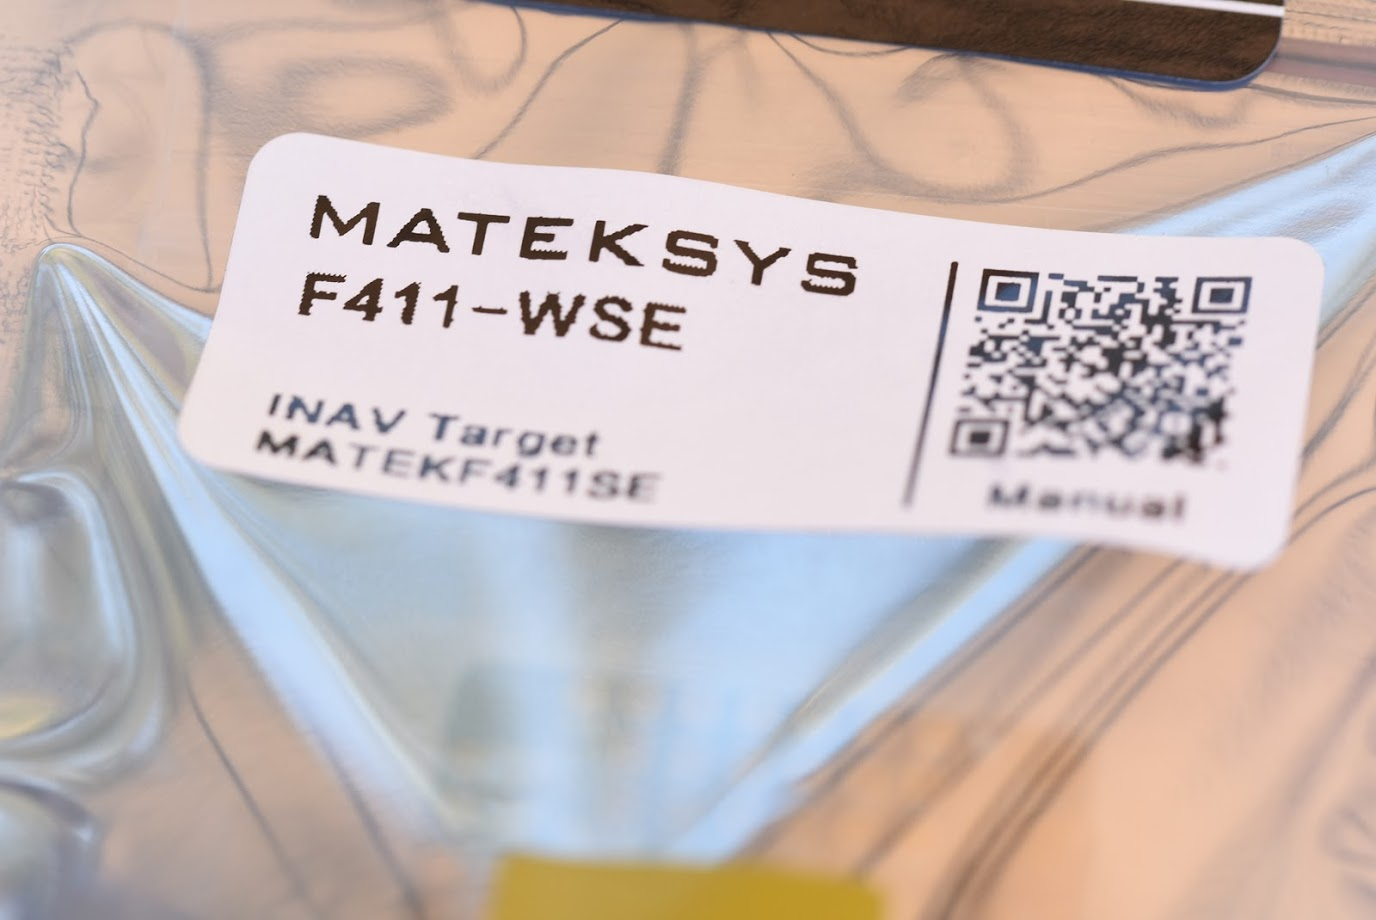 MATEKSYS
F411-WSE
INAV Target
MATEKF411SE
Manual